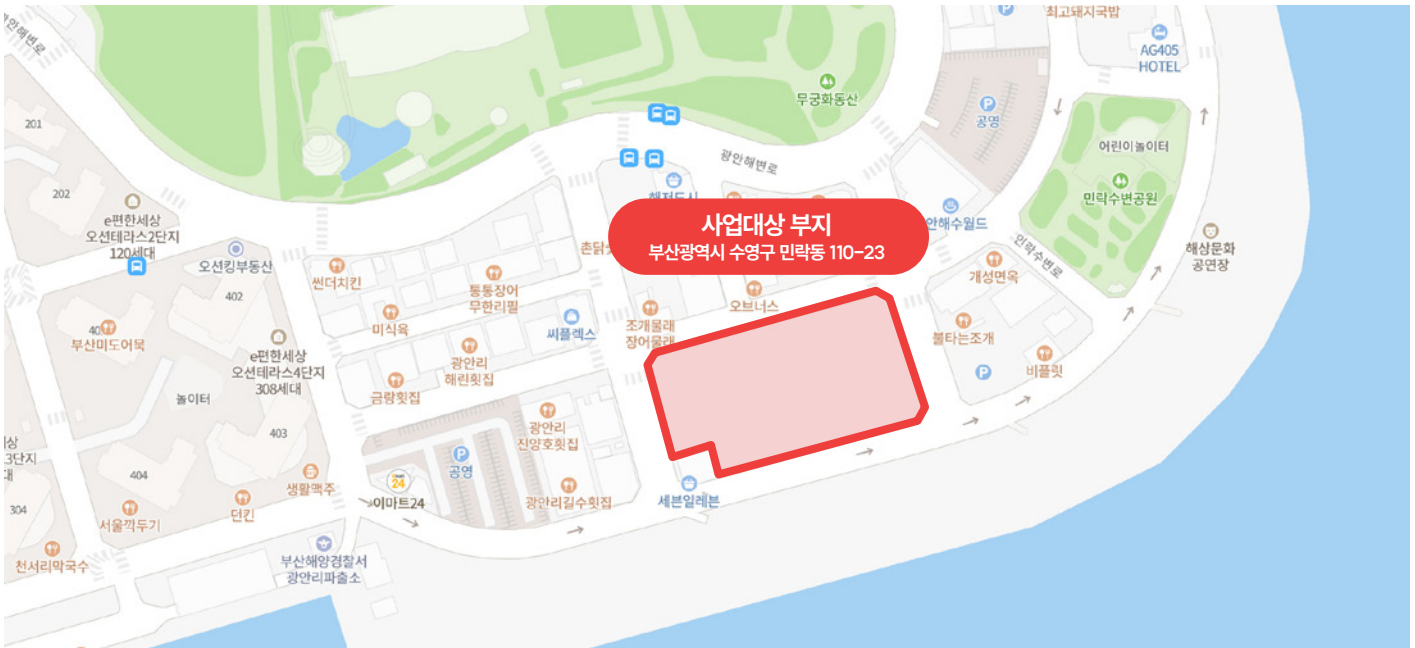 안해변로
최고돼지국밥
AG405
HOTEL
무궁화동산
공영
201
광안해변로
어린이놀이터
202
e편한세상
오션테라스2단지
120세대
민락수변공원
사업대상 부지
부산광역시 수영구 민락동 110-23
안해수월드
민락수변로
해상문화
공연장
오션킹부동산
촌닭
씬더치킨
통통장어
무한리필
개성면옥
402
오브너스
미식육
씨플렉스
조개물래
장어물래
불타는조개
부산미도어묵
e편한세상
오션테라스4단지
308세대
광안리
해린횟집
비플릿
놀이터
금랑횟집
403
광안리
진양호횟집
3단지
404
공영
생활맥주
24
이마트24
광안리길수횟집
세븐일레븐
304
서울깍두기
던킨
천서리막국수
부산해양경찰서
광안리파출소